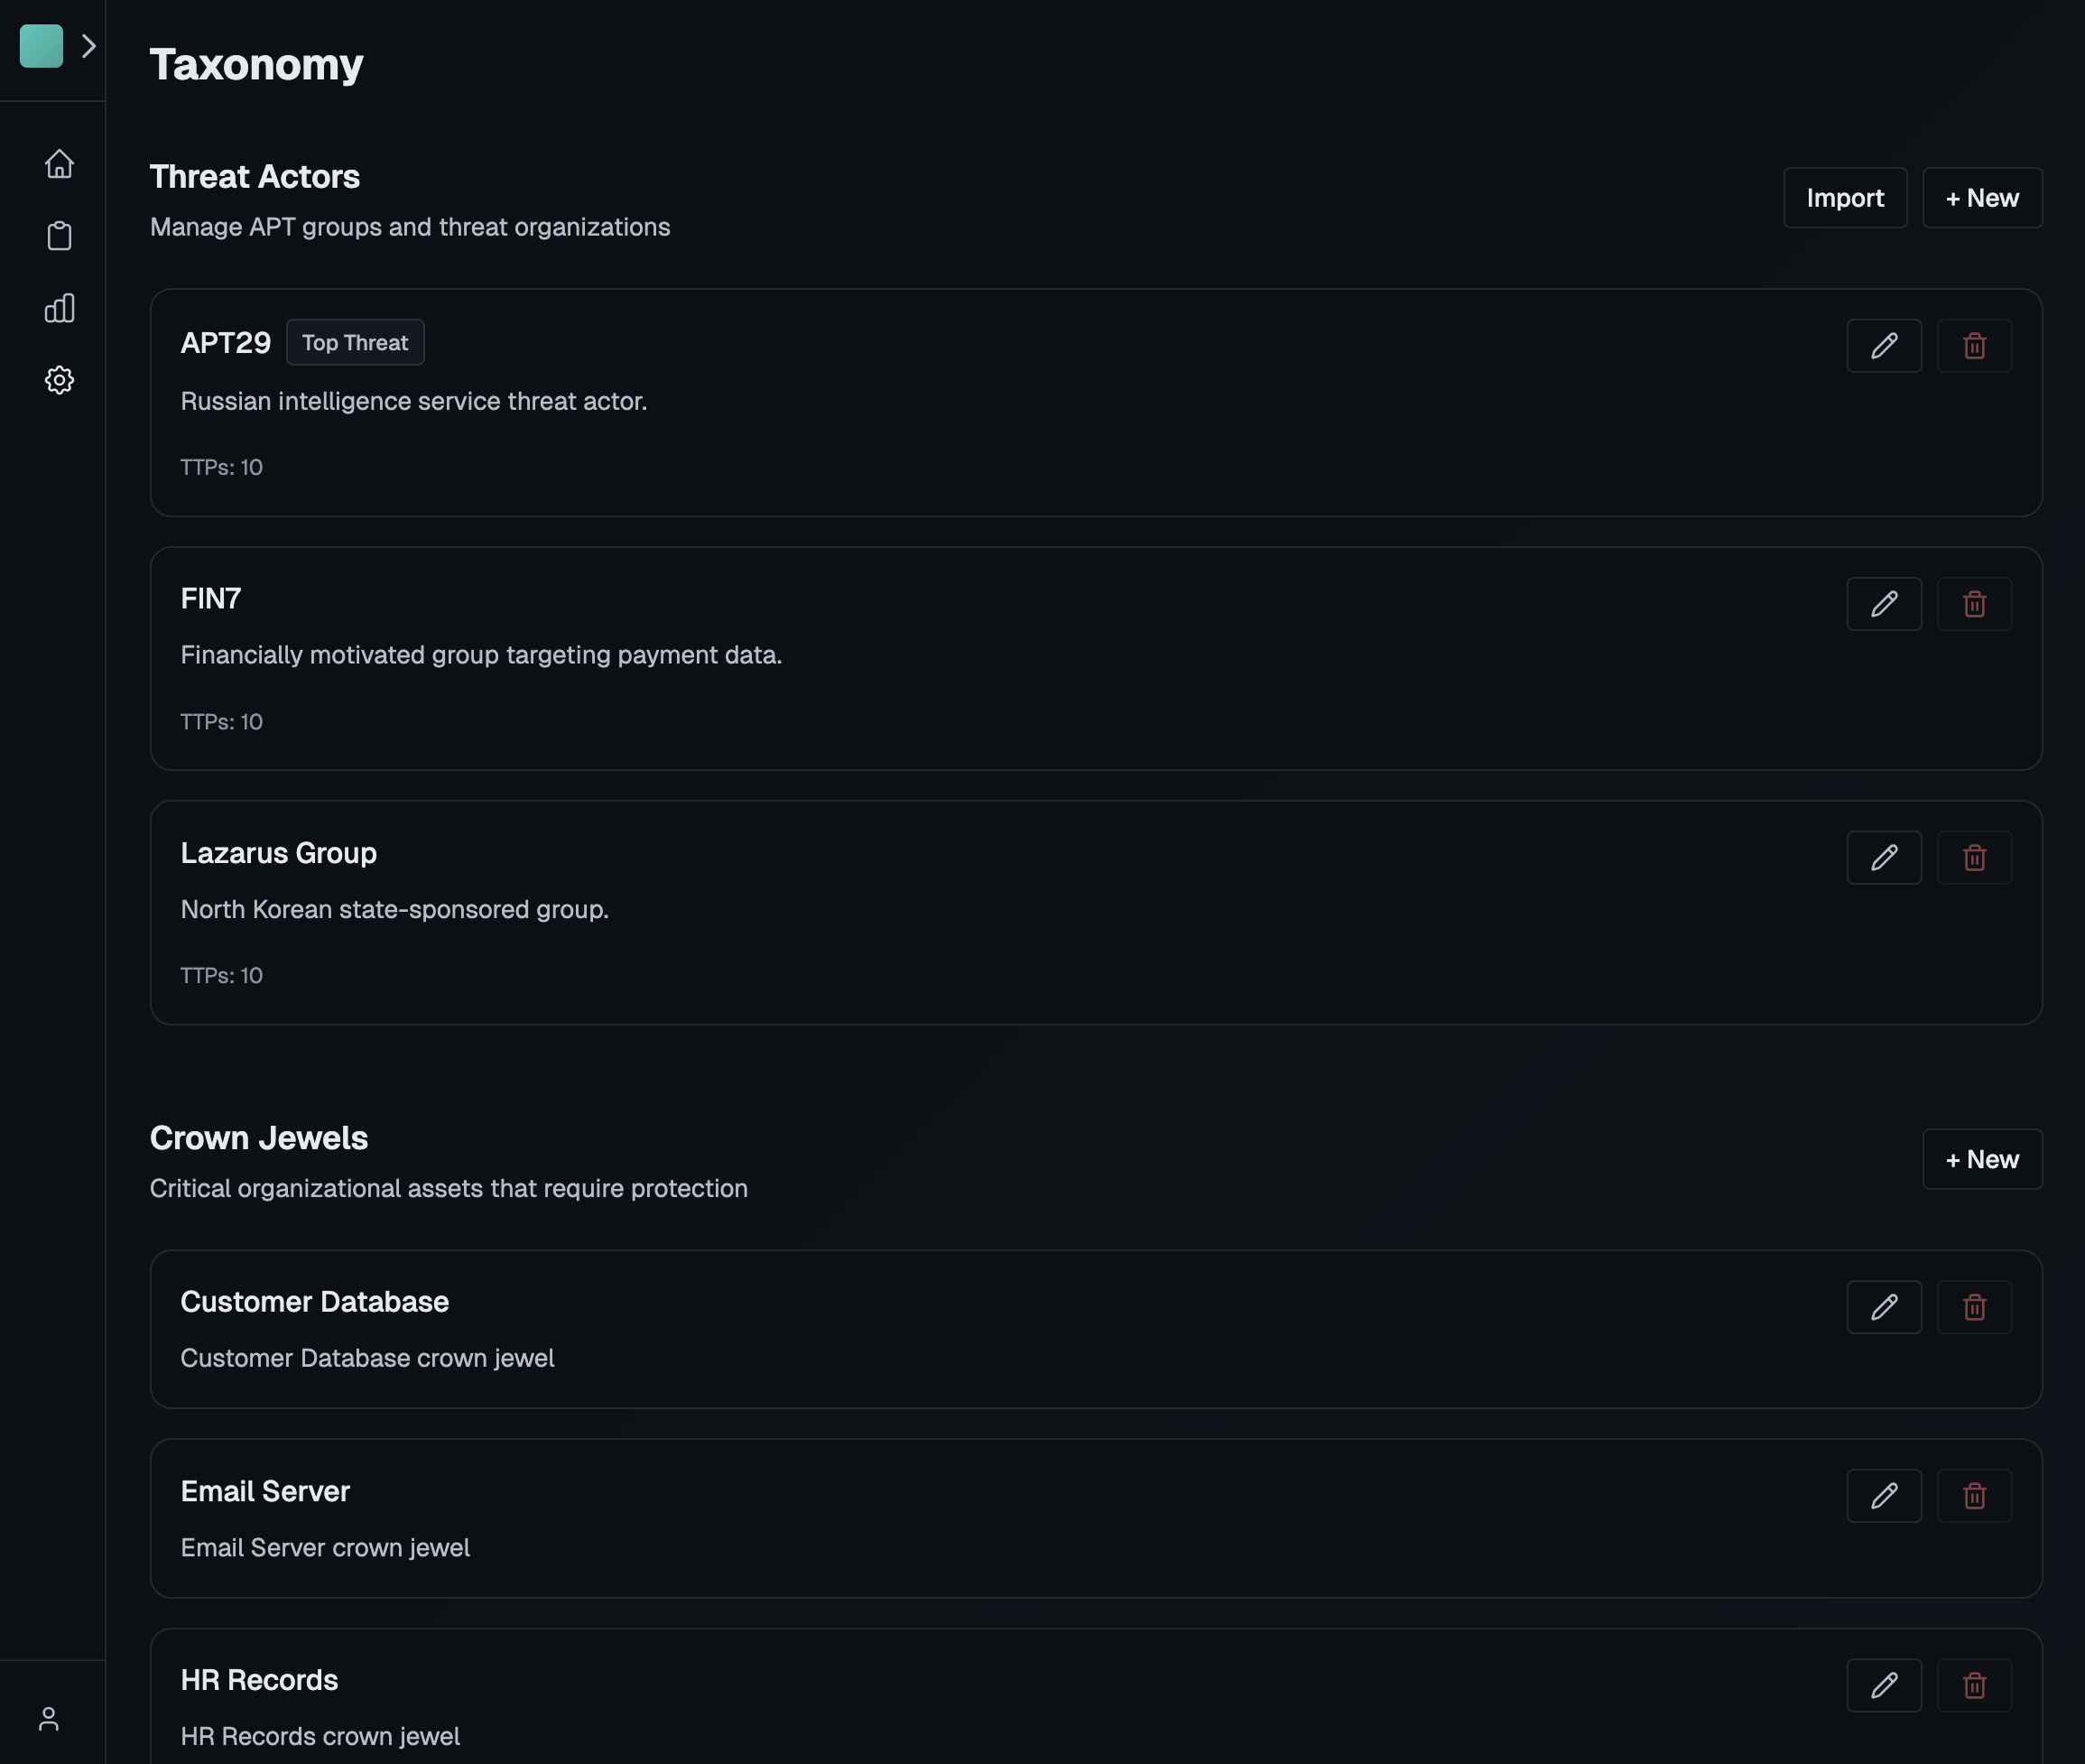 Taxonomy
Threat Actors
Manage APT groups and threat organizations
Import
+ New
APT29
Top Threat
Russian intelligence service threat actor.
TTPs: 10
FIN7
Financially motivated group targeting payment data.
TTPs: 10
Lazarus Group
North Korean state-sponsored group.
TTPs: 10
Crown Jewels
Critical organizational assets that require protection
+ New
Customer Database
Customer Database crown jewel
Email Server
Email Server crown jewel
HR Records
HR Records crown jewel